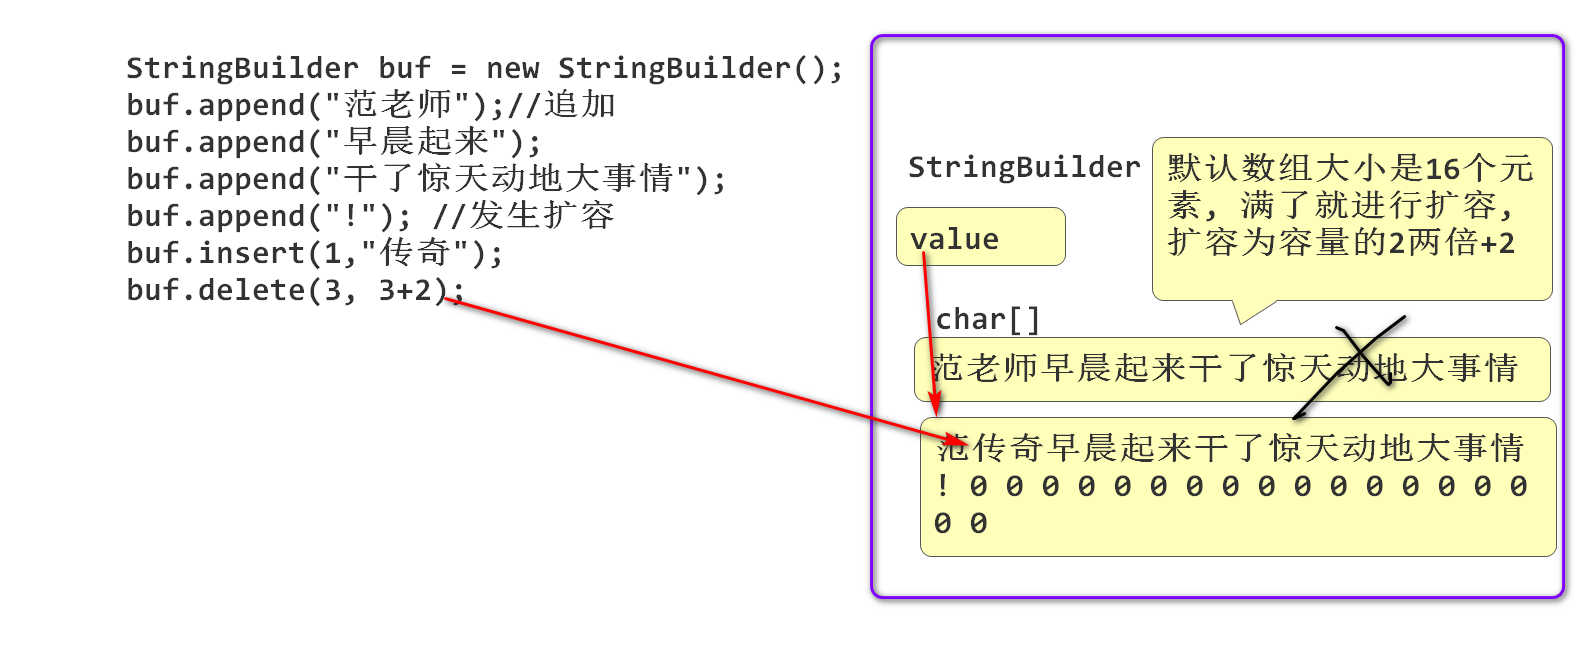 StringBuilder buf = new StringBuilder();
buf.append("范老师");//追加
buf.append("早晨起来");
buf.append("干了惊天动地大事情");
buf.append("!"); //发生扩容
buf.insert(1,"传奇");
buf.delete(3, 3+2);
StringBuilder
默认数组大小是16个元
素, 满了就进行扩容,
扩容为容量的2两倍+2
value
char[]
范老师早晨起来干了惊天动地大事情
范传奇早晨起来干了惊天动地大事情
! 0 0 0 0 0 0 0 0 0 0 0 0 0 0 0 0
0 0